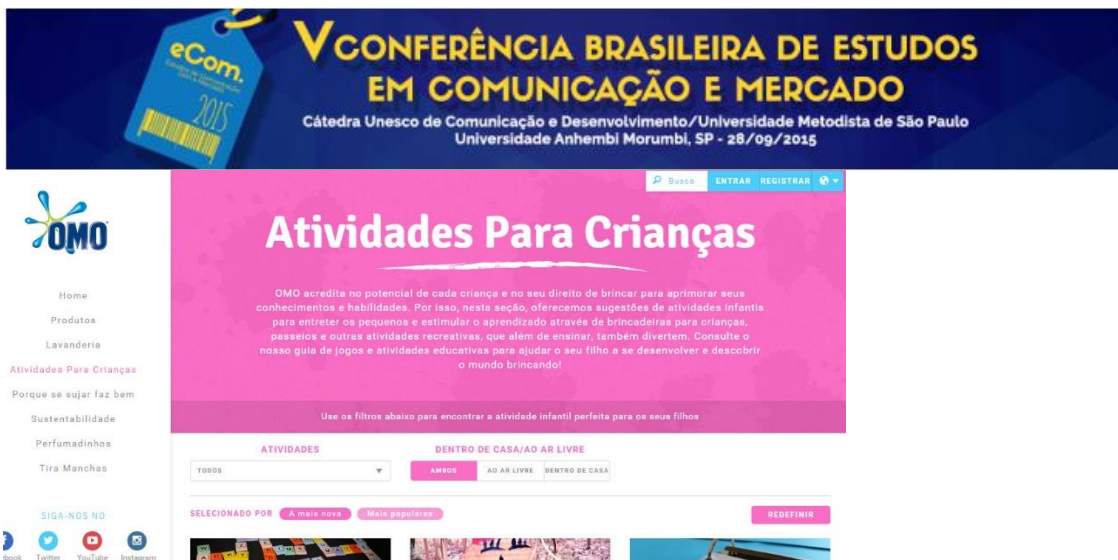 eCom.
2015
V CONFERÊNCIA BRASILEIRA DE ESTUDOS
EM COMUNICAÇÃO E MERCADO
Cátedra Unesco de Comunicação e Desenvolvimento/Universidade Metodista de São Paulo
Universidade Anhembi Morumbi, SP - 28/09/2015
Busca ENTRAR REGISTRAR
OMO
Home
Produtos
Lavanderia
Atividades Para Crianças
Porque se sujar faz bem
Sustentabilidade
Perfumadinhos
Tira Manchas
SIGA-NOS NO
ebook Twitter YouTube Instagram
Atividades Para Crianças
OMO acredita no potencial de cada criança e no seu direito de brincar para aprimorar seus
conhecimentos e habilidades. Por isso, nesta seção, oferecemos sugestões de atividades infantis
para entreter os pequenos e estimular o aprendizado através de brincadeiras para crianças,
passeios e outras atividades recreativas, que além de ensinar, também divertem. Consulte o
nosso guia de jogos e atividades educativas para ajudar o seu filho a se desenvolver e descobrir
o mundo brincando!
Use os filtros abaixo para encontrar a atividade infantil perfeita para os seus filhos
ATIVIDADES DENTRO DE CASA/AO AR LIVRE
TODOS AMBOS AO AR LIVRE DENTRO DE CASA
SELECIONADO POR A mais nova Mais populares REDEFINIR